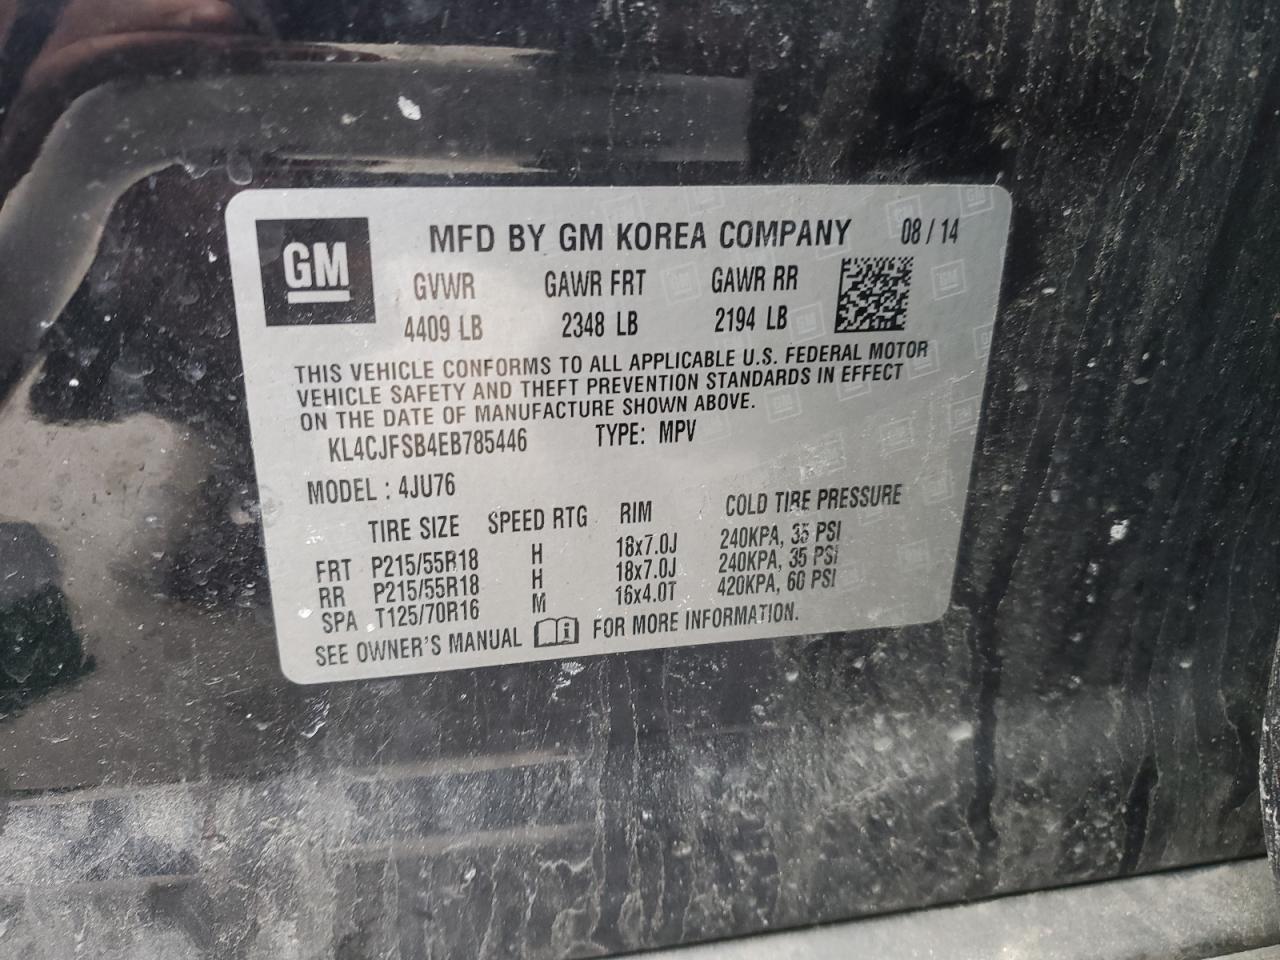 GM
MFD BY GM KOREA COMPANY 08/14
GVWR GAWR FRT GAWR RR
4409 LB 2348 LB 2194 LB
THIS VEHICLE CONFORMS TO ALL APPLICABLE U.S. FEDERAL MOTOR
VEHICLE SAFETY AND THEFT PREVENTION STANDARDS IN EFFECT
ON THE DATE OF MANUFACTURE SHOWN ABOVE.
KL4CJFSB4EB785446 TYPE: MPV
MODEL : 4JU76
TIRE SIZE SPEED RTG RIM COLD TIRE PRESSURE
FRT P215/55R18 H 18x7.0J 240KPA, 35 PSI
RR P215/55R18 H 18x7.0J 240KPA, 35 PSI
SPA T125/70R16 M 16x4.0T 420KPA, 60 PSI
SEE OWNER'S MANUAL i FOR MORE INFORMATION.